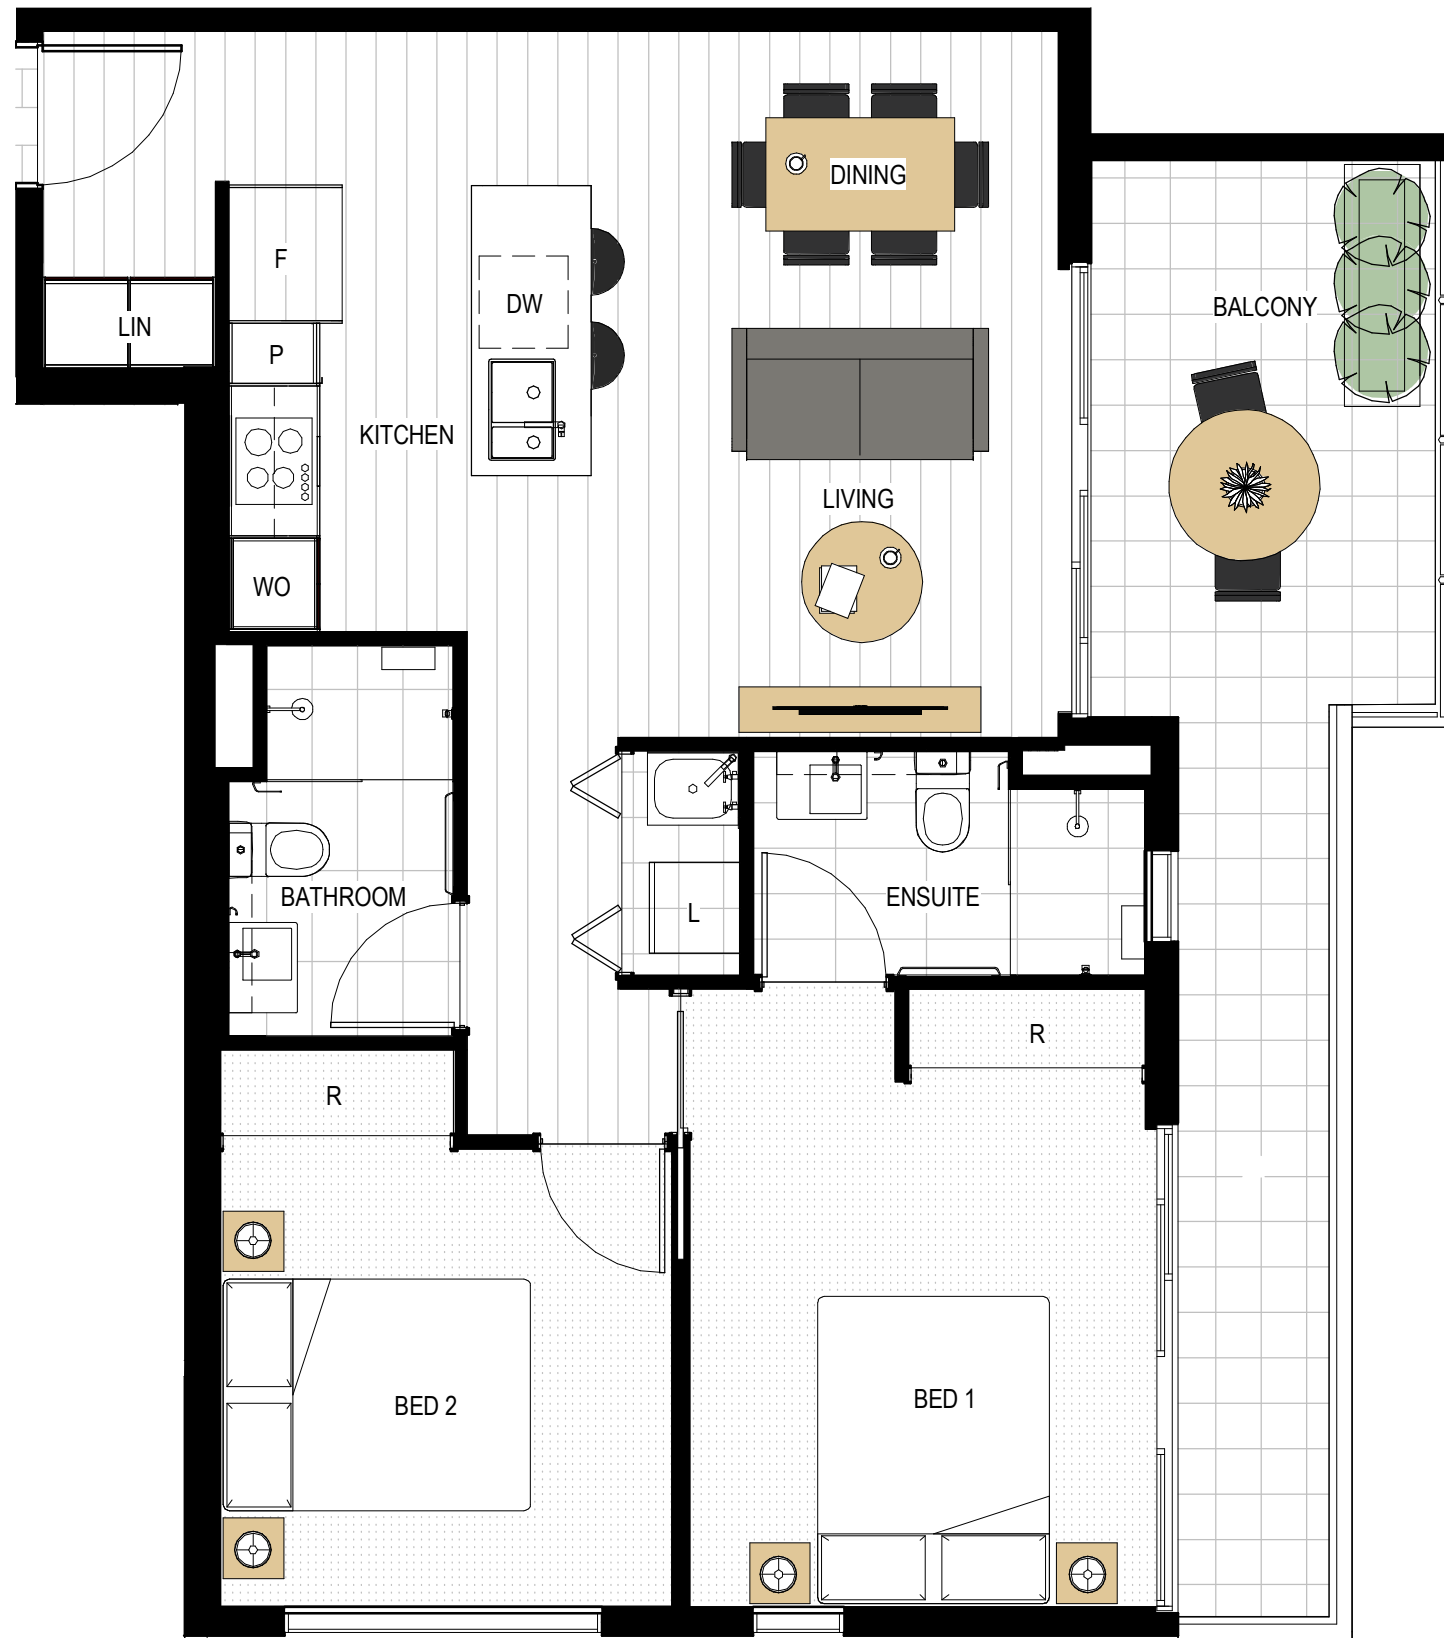 DINING
F
DW
LIN
BALCONY
P
KITCHEN
LIVING
WO
BATHROOM
ENSUITE
L
R
R
BED 2
BED 1